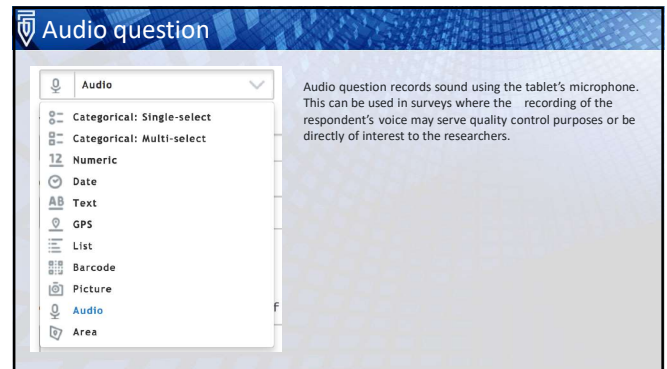 Audio question
Audio
Categorical: Single-select
Categorical: Multi-select
12 Numeric
Date
AB Text
GPS
List
Barcode
Picture
Audio
f
Area
Audio question records sound using the tablet's microphone.
This can be used in surveys where the recording of the
respondent's voice may serve quality control purposes or be
directly of interest to the researchers.